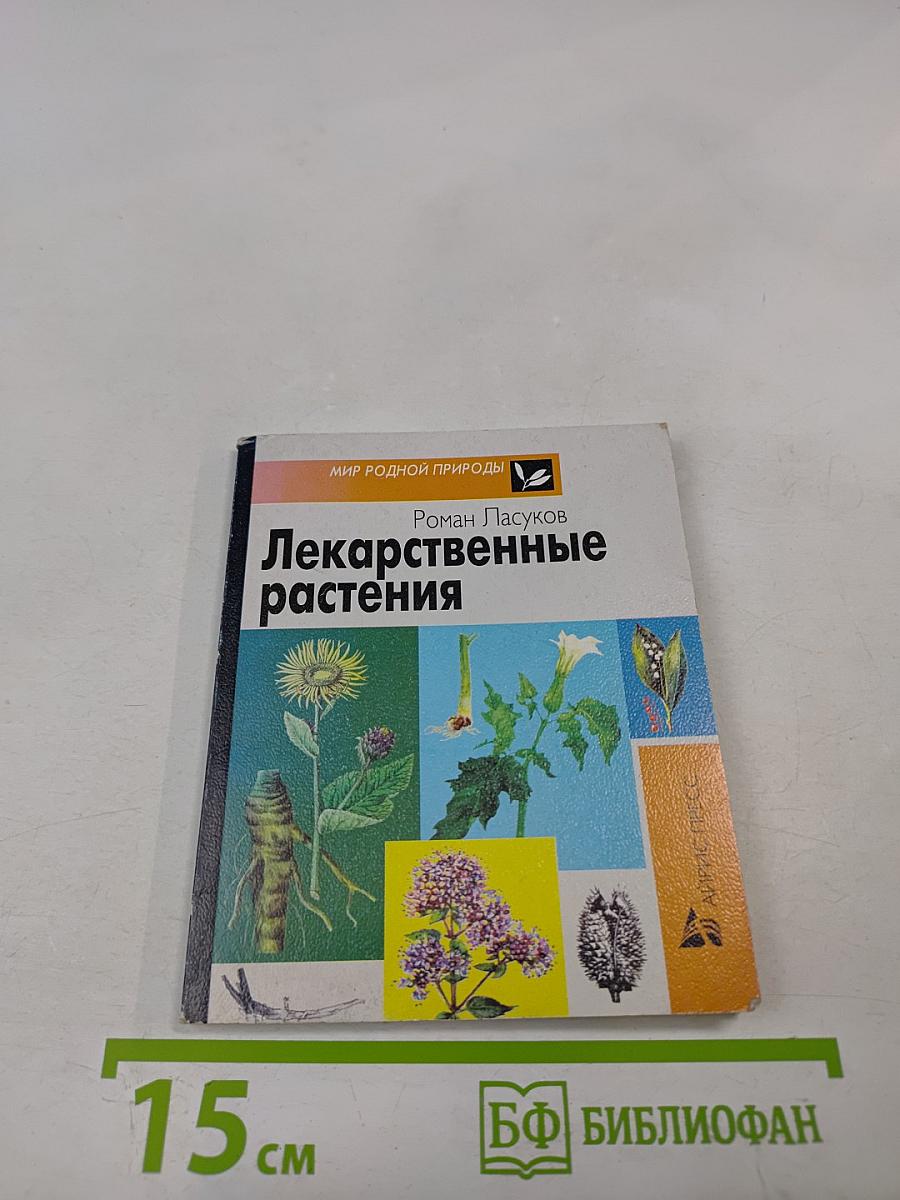 МИР РОДНОЙ ПРИРОДЫ
Роман Ласуков
Лекарственные
растения
АЙРИС ПРЕСС
15 см
БФ БИБЛИОФАН